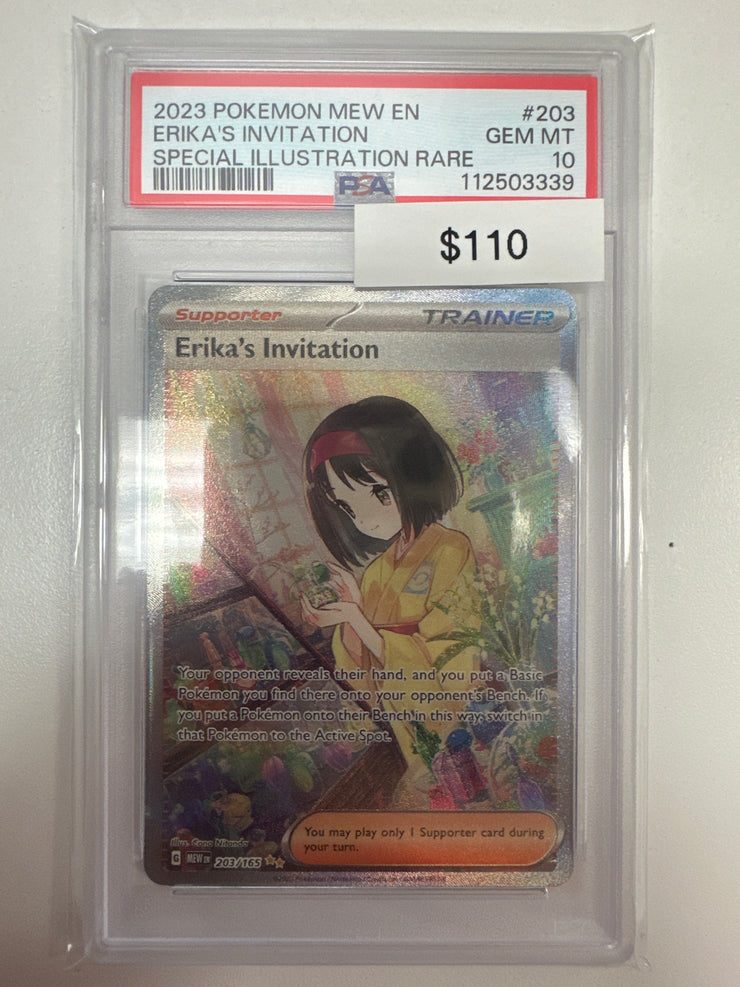 2023 POKEMON MEW EN #203
ERIKA'S INVITATION GEM MT
SPECIAL ILLUSTRATION RARE 10
PSA 112503339
$110
Supporter TRAINER
Erika's Invitation
Your opponent reveals their hand, and you put a Basic
Pokémon you find there onto your opponent's Bench. If
you put a Pokémon onto their Bench in this way, switch in
that Pokémon to the Active Spot.
You may play only 1 Supporter card during
your turn.
Illus.
G MEW EN 203/165